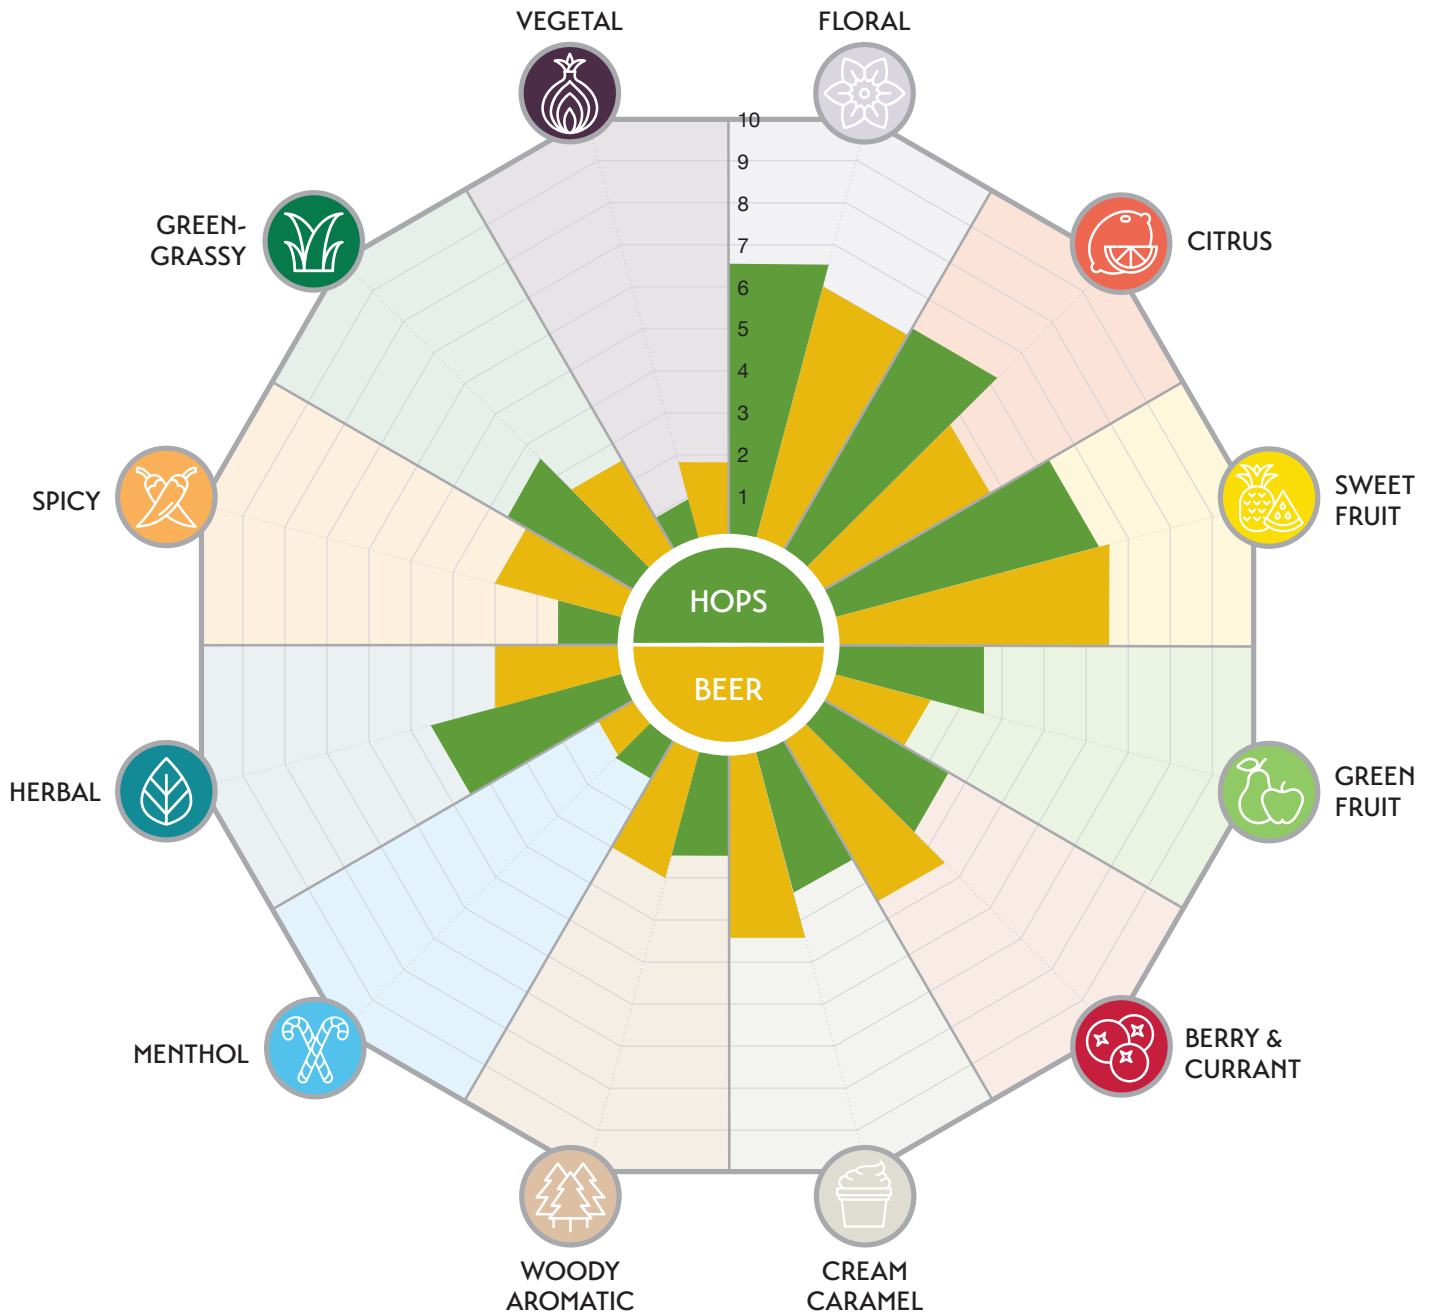 VEGETAL
FLORAL
10
9
8
7
6
5
4
3
2
1
GREEN-
GRASSY
CITRUS
SPICY
SWEET
FRUIT
HOPS
BEER
HERBAL
GREEN
FRUIT
MENTHOL
BERRY &
CURRANT
WOODY
AROMATIC
CREAM
CARAMEL